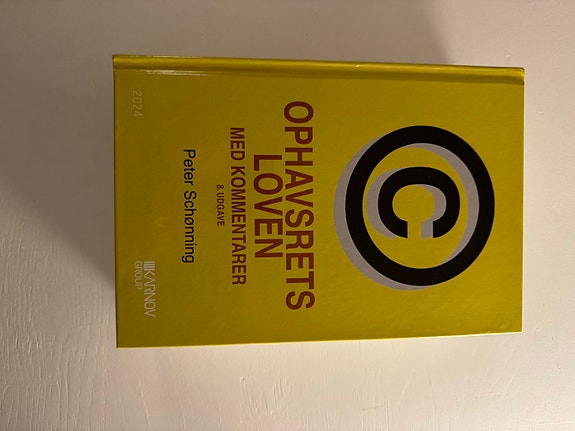 ©
OPHAVSRETS
LOVEN
MED KOMMENTARER
8. UDGAVE
Peter Schønning
2024
KARNOV
GROUP